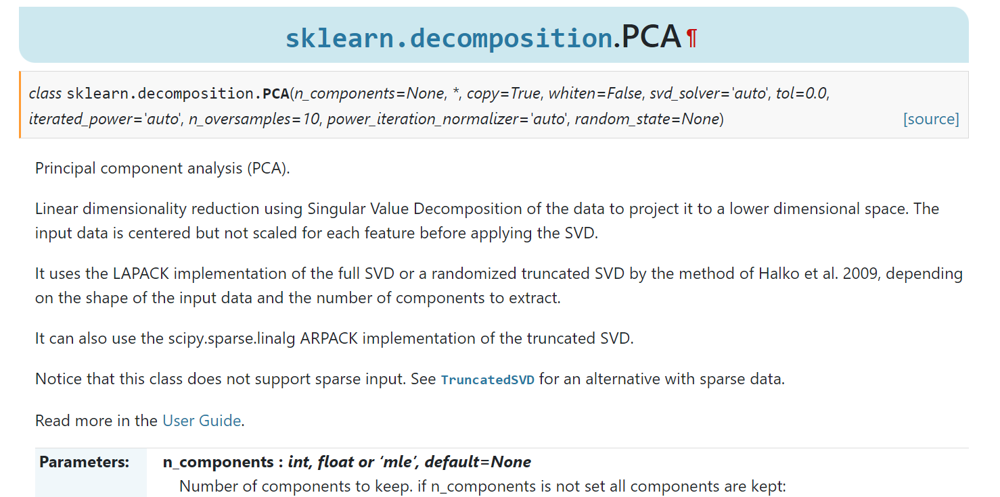 sklearn.decomposition.PCA¶
class sklearn.decomposition.PCA(n_components=None, *, copy=True, whiten=False, svd_solver='auto', tol=0.0,
iterated_power='auto', n_oversamples=10, power_iteration_normalizer='auto', random_state=None) [source]
Principal component analysis (PCA).
Linear dimensionality reduction using Singular Value Decomposition of the data to project it to a lower dimensional space. The
input data is centered but not scaled for each feature before applying the SVD.
It uses the LAPACK implementation of the full SVD or a randomized truncated SVD by the method of Halko et al. 2009, depending
on the shape of the input data and the number of components to extract.
It can also use the scipy.sparse.linalg ARPACK implementation of the truncated SVD.
Notice that this class does not support sparse input. See TruncatedSVD for an alternative with sparse data.
Read more in the User Guide.
Parameters: n_components : int, float or ‘mle’, default=None
Number of components to keep. if n_components is not set all components are kept: